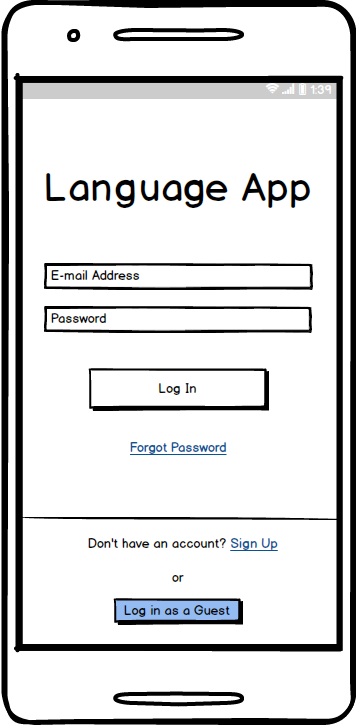 1:39
Language App
E-mail Address
Password
Log In
Forgot Password
Don't have an account? Sign Up
or
Log in as a Guest